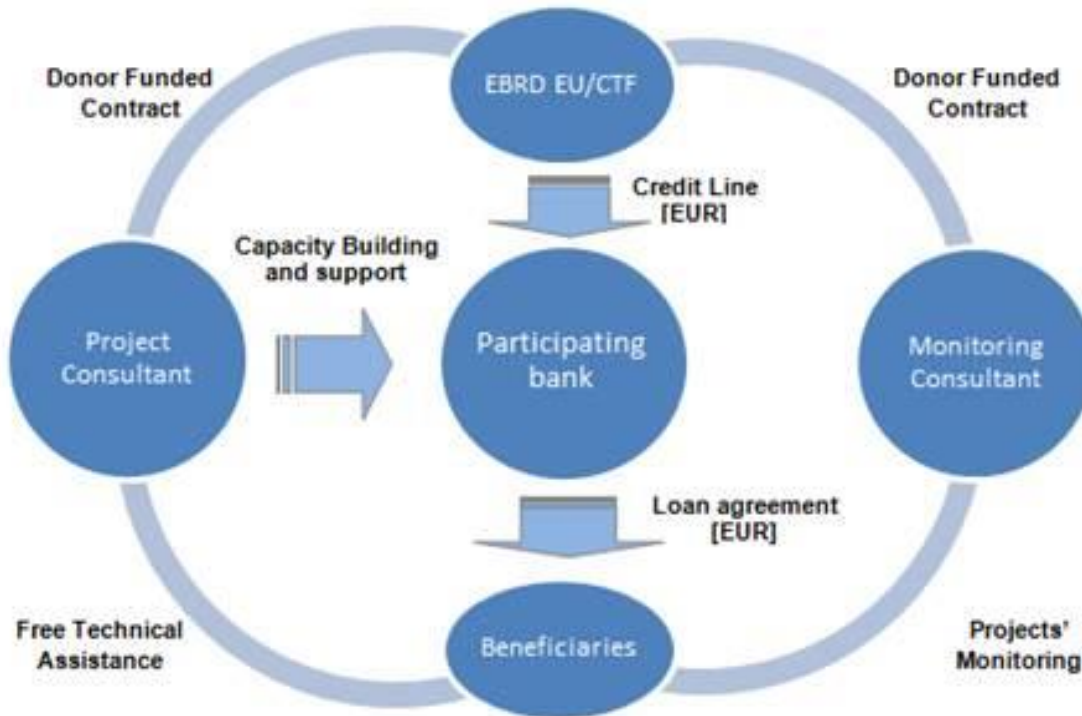 EBRD EU/CTF
Donor Funded
Contract
Donor Funded
Contract
Credit Line
[EUR]
Capacity Building
and support
Project
Consultant
Participating
bank
Monitoring
Consultant
Loan agreement
[EUR]
Free Technical
Assistance
Beneficiaries
Projects'
Monitoring